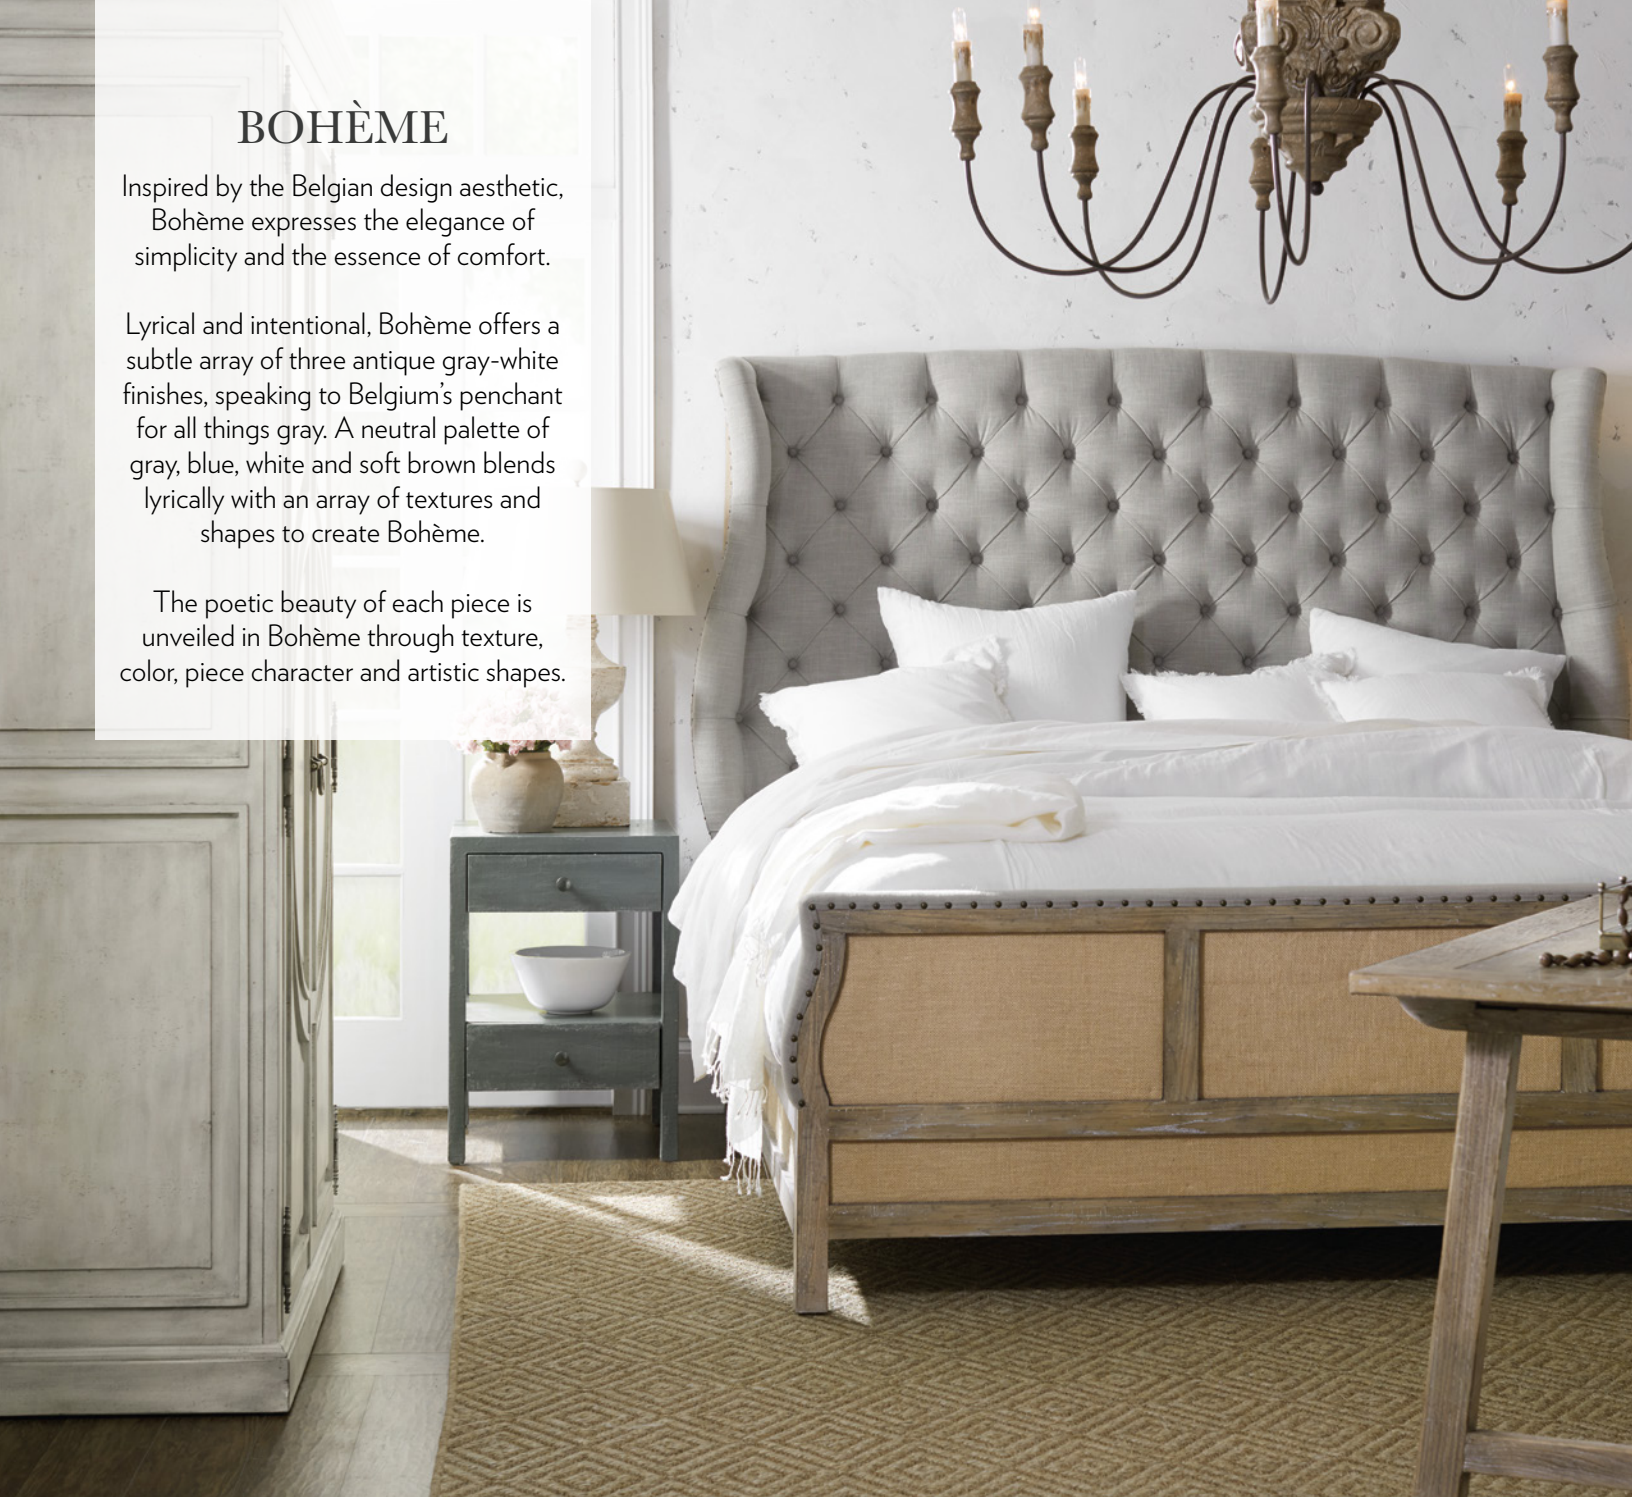 BOHÈME
Inspired by the Belgian design aesthetic,
Bohème expresses the elegance of
simplicity and the essence of comfort.
Lyrical and intentional, Bohème offers a
subtle array of three antique gray-white
finishes, speaking to Belgium’s penchant
for all things gray. A neutral palette of
gray, blue, white and soft brown blends
lyrically with an array of textures and
shapes to create Bohème.
The poetic beauty of each piece is
unveiled in Bohème through texture,
color, piece character and artistic shapes.